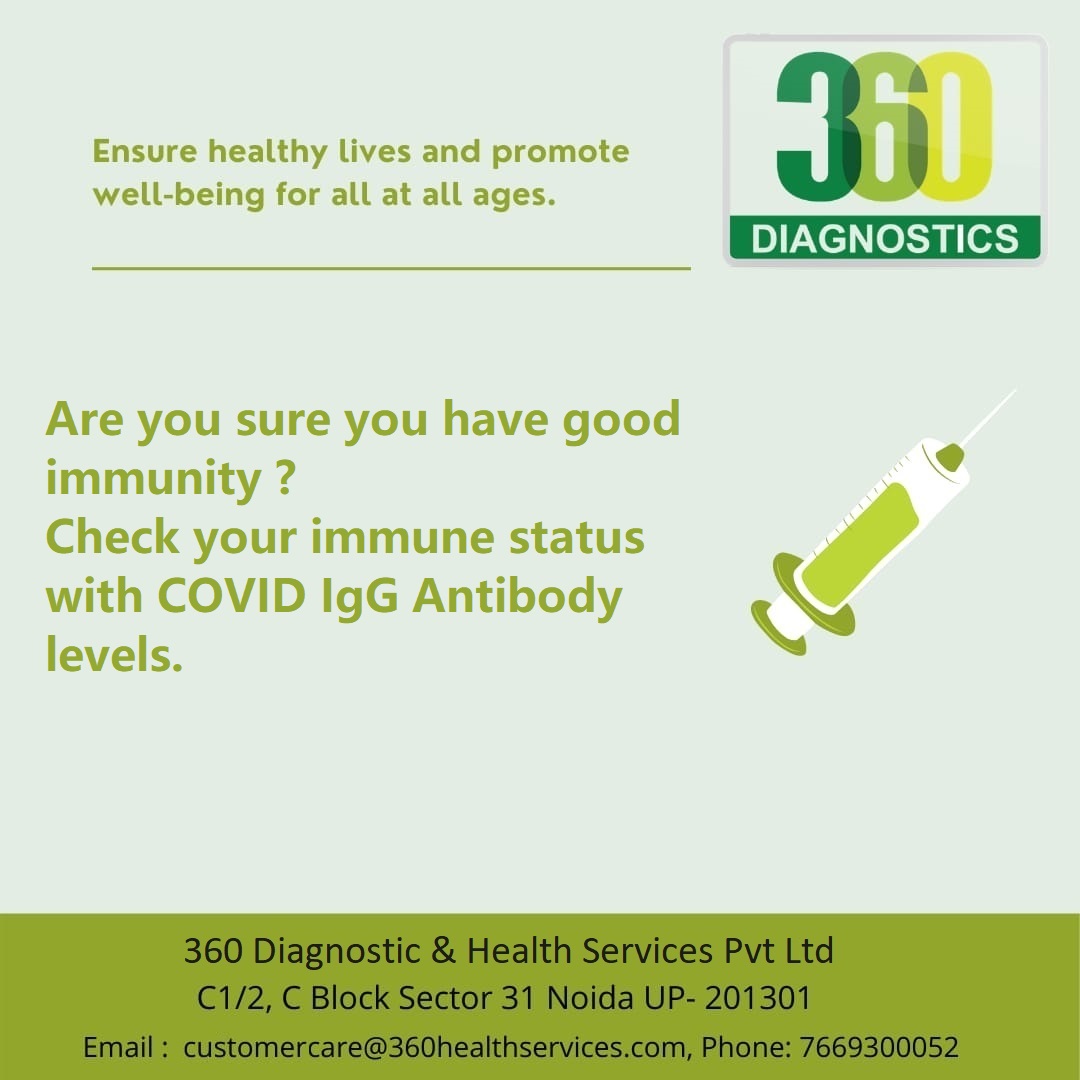 Ensure healthy lives and promote
well-being for all at all ages.
360
DIAGNOSTICS
Are you sure you have good
immunity ?
Check your immune status
with COVID IgG Antibody
levels.
360 Diagnostic & Health Services Pvt Ltd
C1/2, C Block Sector 31 Noida UP- 201301
Email : customercare@360healthservices.com, Phone: 7669300052